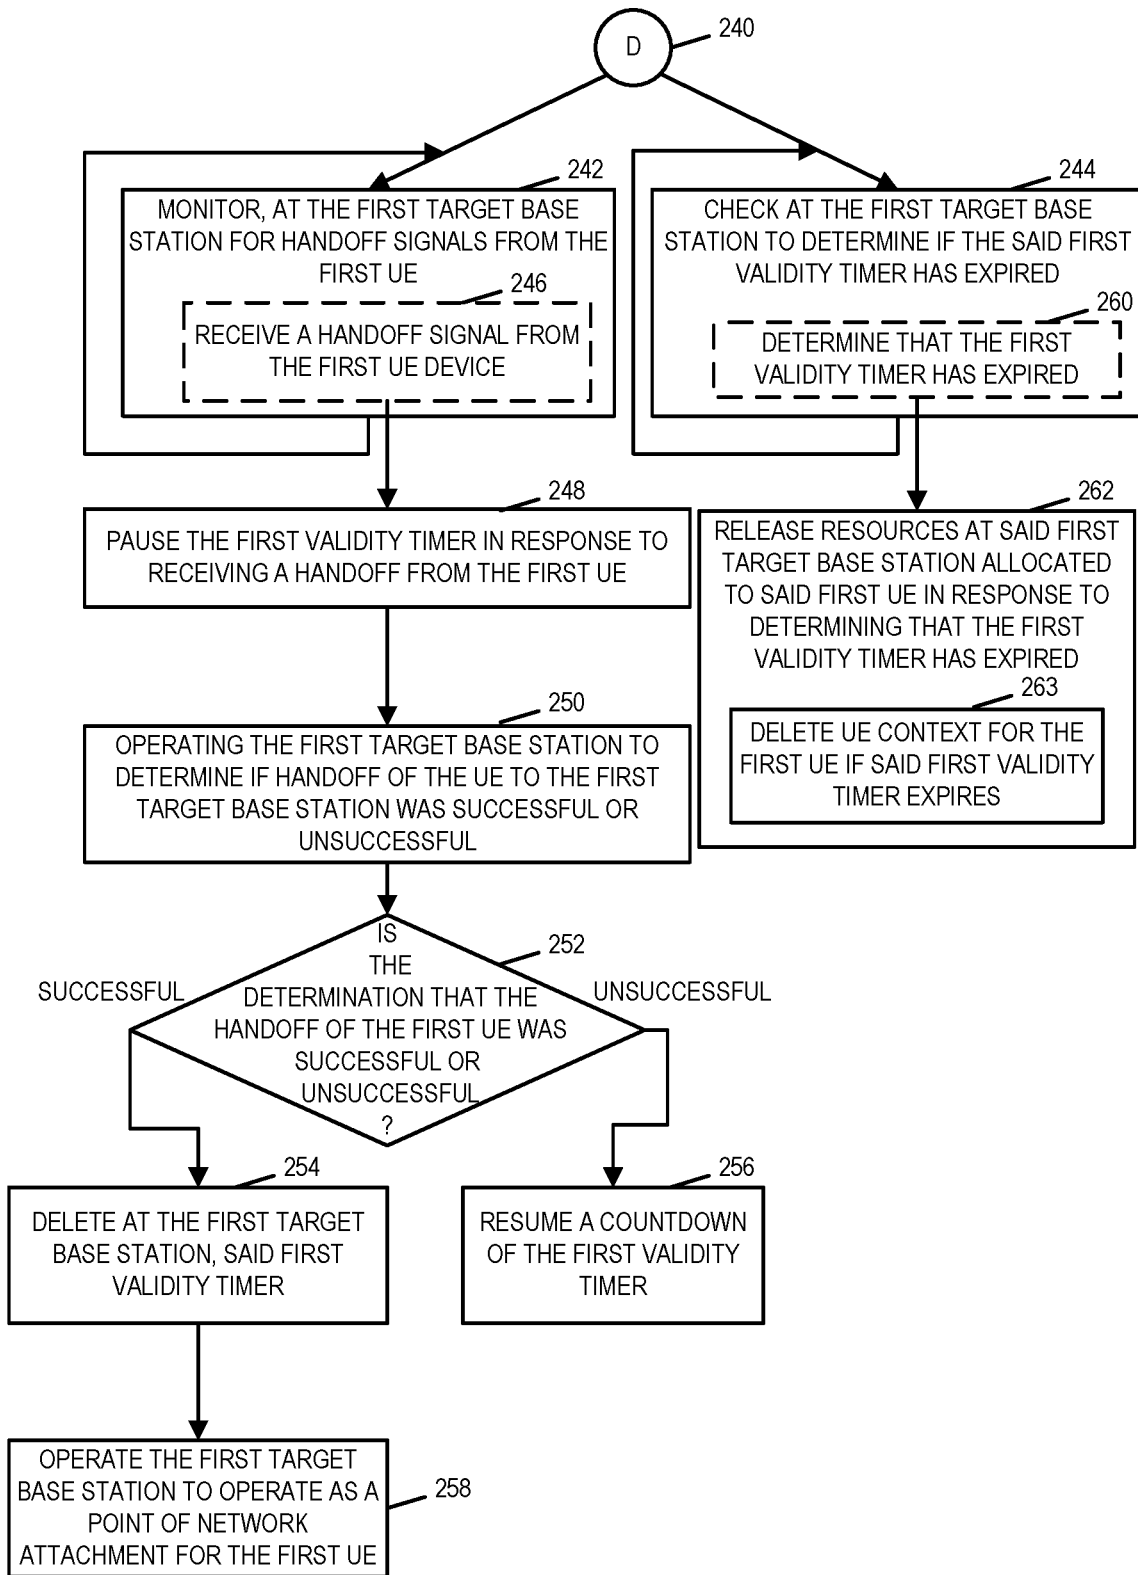 D
240
242
MONITOR, AT THE FIRST TARGET BASE
STATION FOR HANDOFF SIGNALS FROM THE
FIRST UE
246
RECEIVE A HANDOFF SIGNAL FROM
THE FIRST UE DEVICE
244
CHECK AT THE FIRST TARGET BASE
STATION TO DETERMINE IF THE SAID FIRST
VALIDITY TIMER HAS EXPIRED
260
DETERMINE THAT THE FIRST
VALIDITY TIMER HAS EXPIRED
248
PAUSE THE FIRST VALIDITY TIMER IN RESPONSE TO
RECEIVING A HANDOFF FROM THE FIRST UE
262
RELEASE RESOURCES AT SAID FIRST
TARGET BASE STATION ALLOCATED
TO SAID FIRST UE IN RESPONSE TO
DETERMINING THAT THE FIRST
VALIDITY TIMER HAS EXPIRED
263
DELETE UE CONTEXT FOR THE
FIRST UE IF SAID FIRST VALIDITY
TIMER EXPIRES
250
OPERATING THE FIRST TARGET BASE STATION TO
DETERMINE IF HANDOFF OF THE UE TO THE FIRST
TARGET BASE STATION WAS SUCCESSFUL OR
UNSUCCESSFUL
252
IS
THE
DETERMINATION THAT THE
HANDOFF OF THE FIRST UE WAS
SUCCESSFUL OR
UNSUCCESSFUL
?
SUCCESSFUL
UNSUCCESSFUL
254
DELETE AT THE FIRST TARGET
BASE STATION, SAID FIRST
VALIDITY TIMER
256
RESUME A COUNTDOWN
OF THE FIRST VALIDITY
TIMER
OPERATE THE FIRST TARGET
BASE STATION TO OPERATE AS A
POINT OF NETWORK
ATTACHMENT FOR THE FIRST UE
258